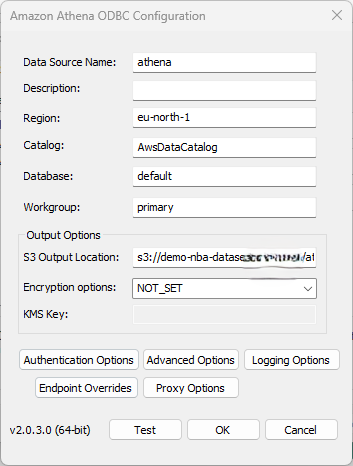 Amazon Athena ODBC Configuration
Data Source Name: athena
Description:
Region: eu-north-1
Catalog: AwsDataCatalog
Database: default
Workgroup: primary
Output Options
S3 Output Location: s3://demo-nba-datase /at
Encryption options: NOT_SET
KMS Key:
Authentication Options Advanced Options Logging Options
Endpoint Overrides Proxy Options
v2.0.3.0 (64-bit) Test OK Cancel